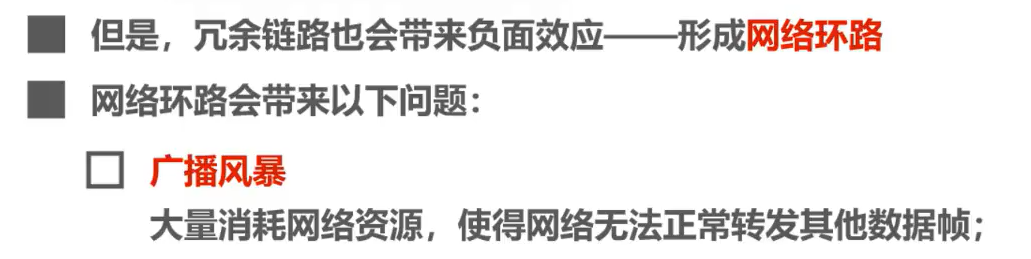 但是，冗余链路也会带来负面效应——形成网络环路
网络环路会带来以下问题：
广播风暴
大量消耗网络资源，使得网络无法正常转发其他数据帧；